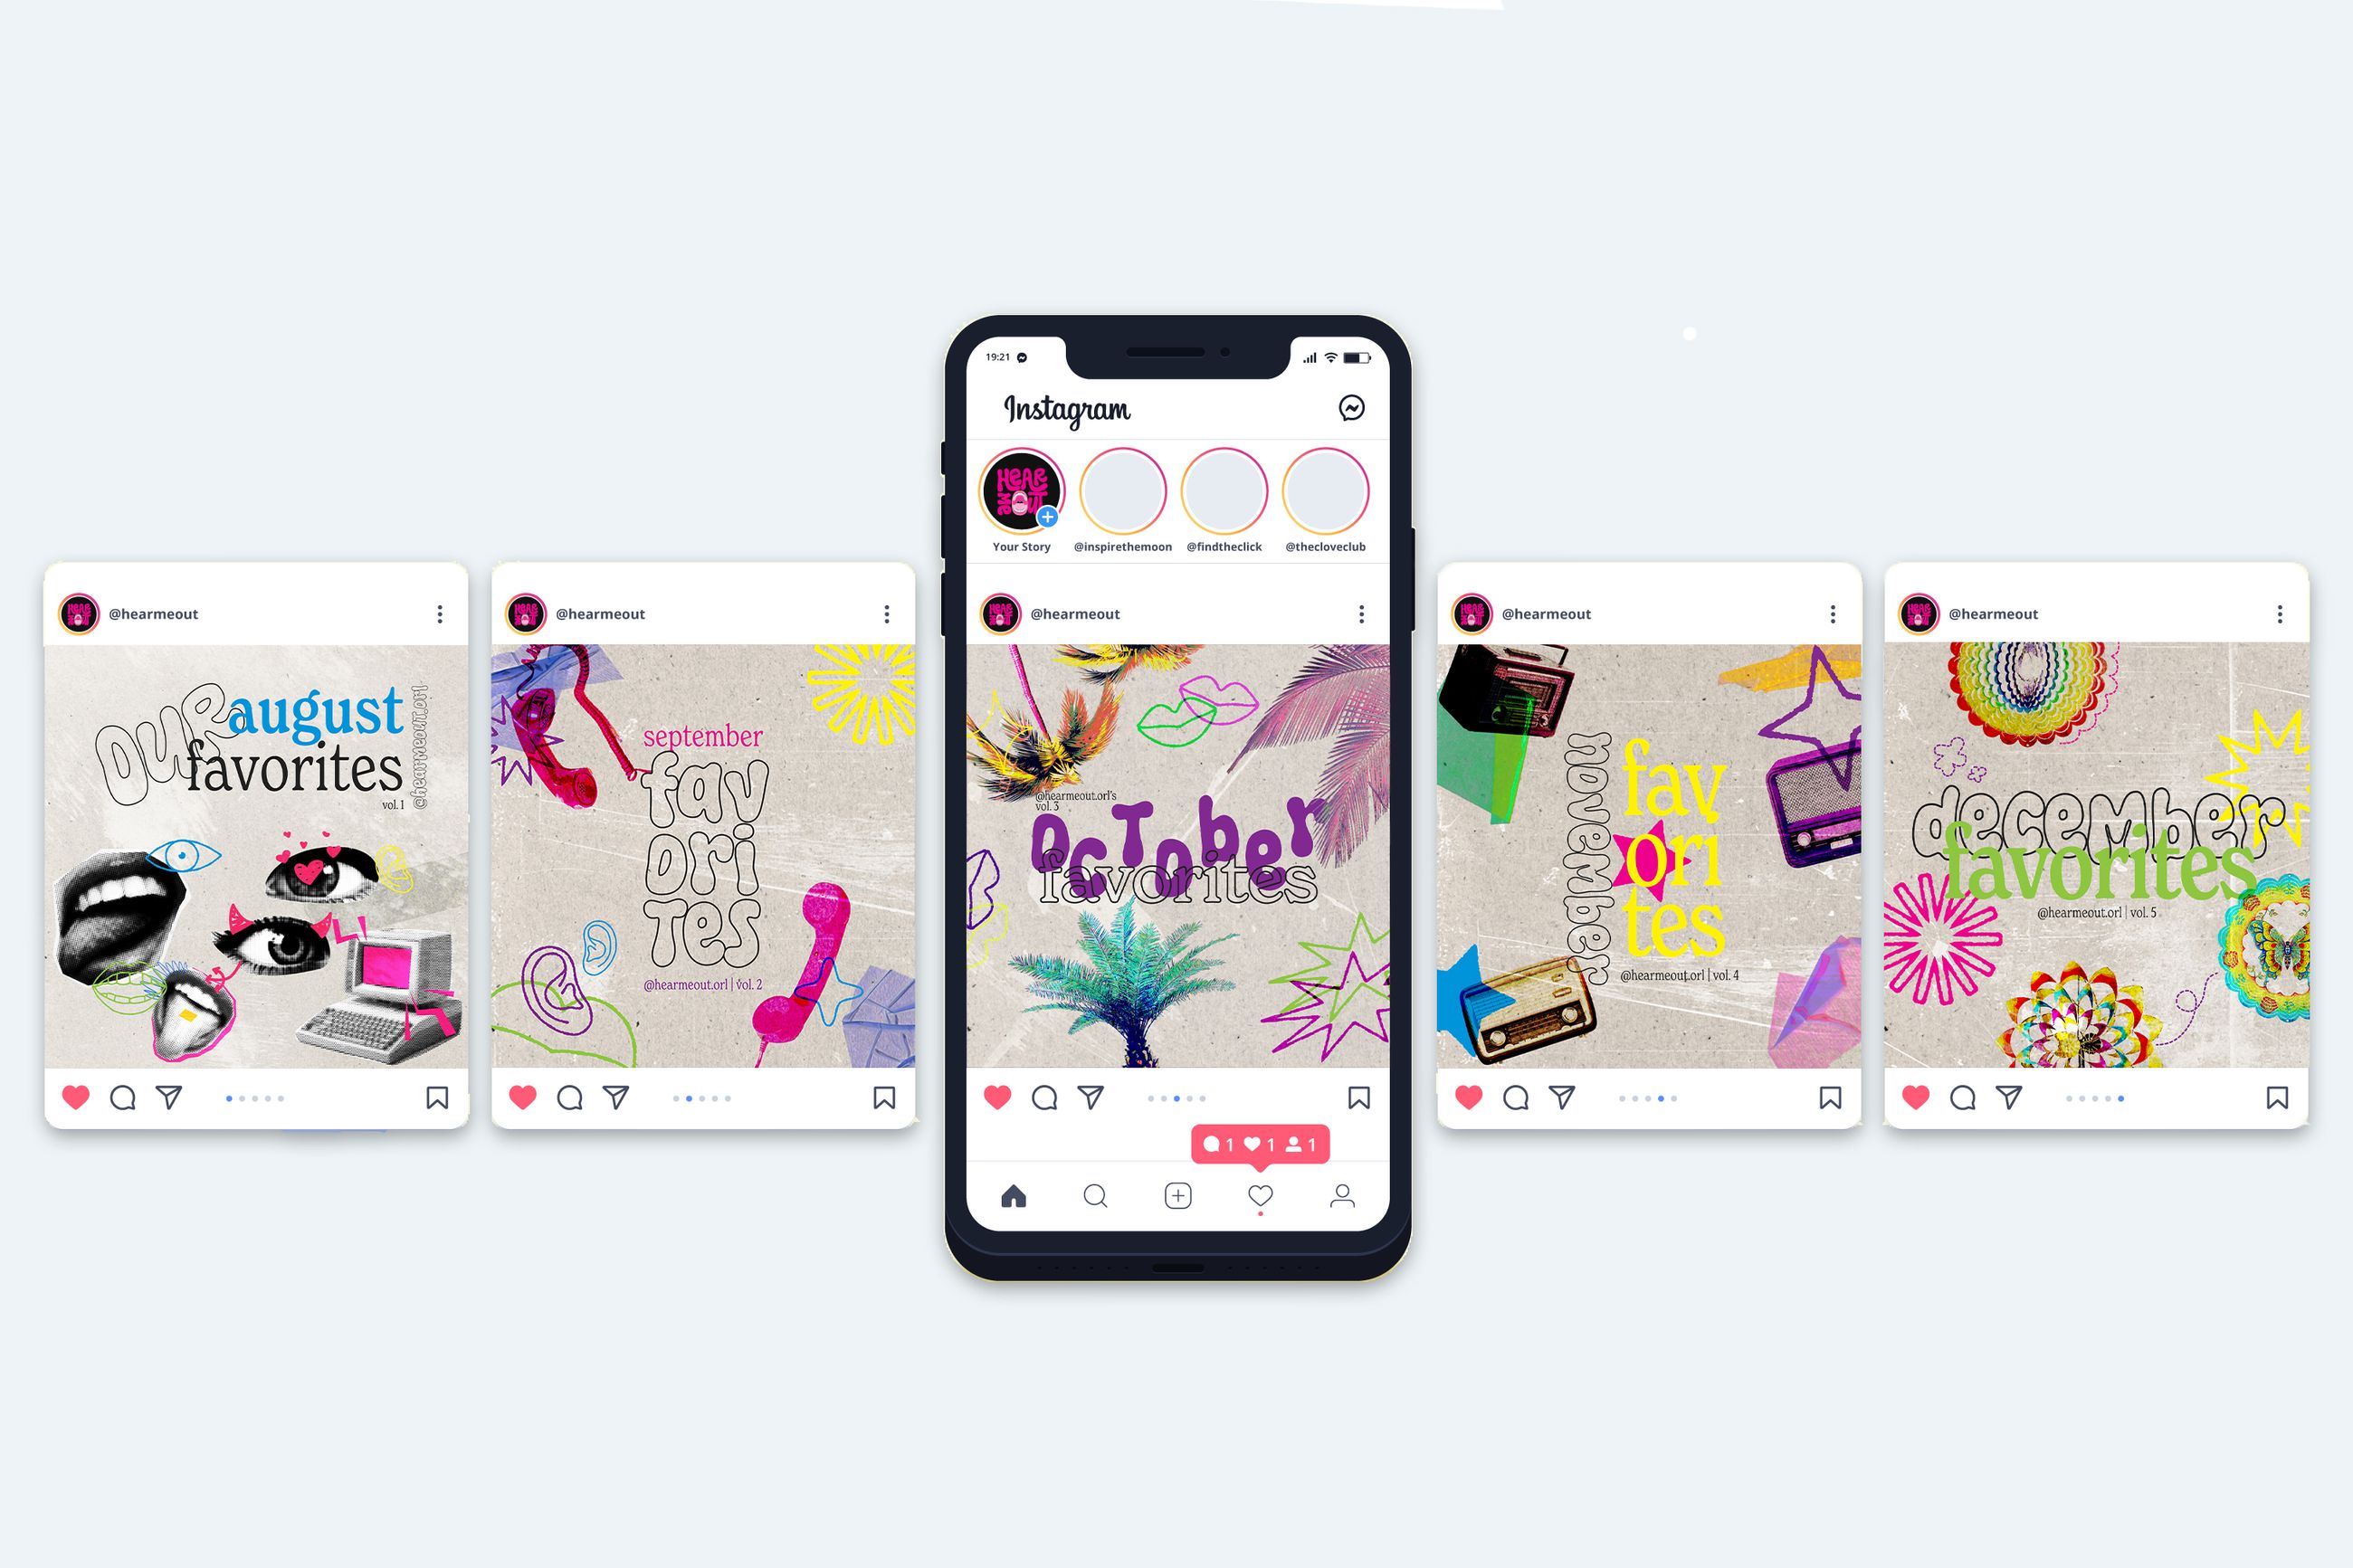 @hearmeout
OUR
august
favorites
vol. 1
@hearmeout.orl
@hearmeout
september
fav
ori
Tes
@hearmeout.orl | vol. 2
19:21
Instagram
HEAR
Me
OUT
Your Story
@inspirethemoon
@findtheclick
@thecloveclub
@hearmeout
@hearmeout.orl's
vol. 3
OcTober
favorites
1 1 1
@hearmeout
november
fav
ori
tes
@hearmeout.orl | vol. 4
@hearmeout
december
favorites
@hearmeout.orl | vol. 5